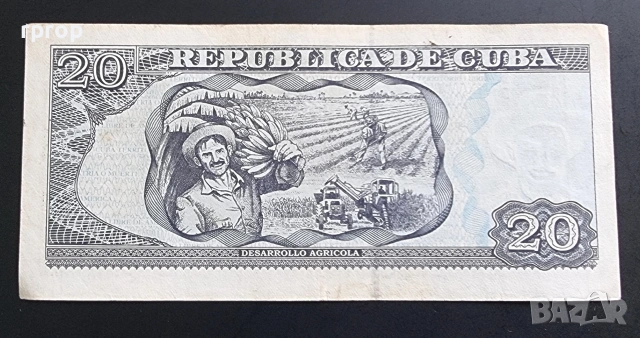 rprop
REPUBLICA DE CUBA
20
DESARROLLO AGRICOLA
20
BAZAR